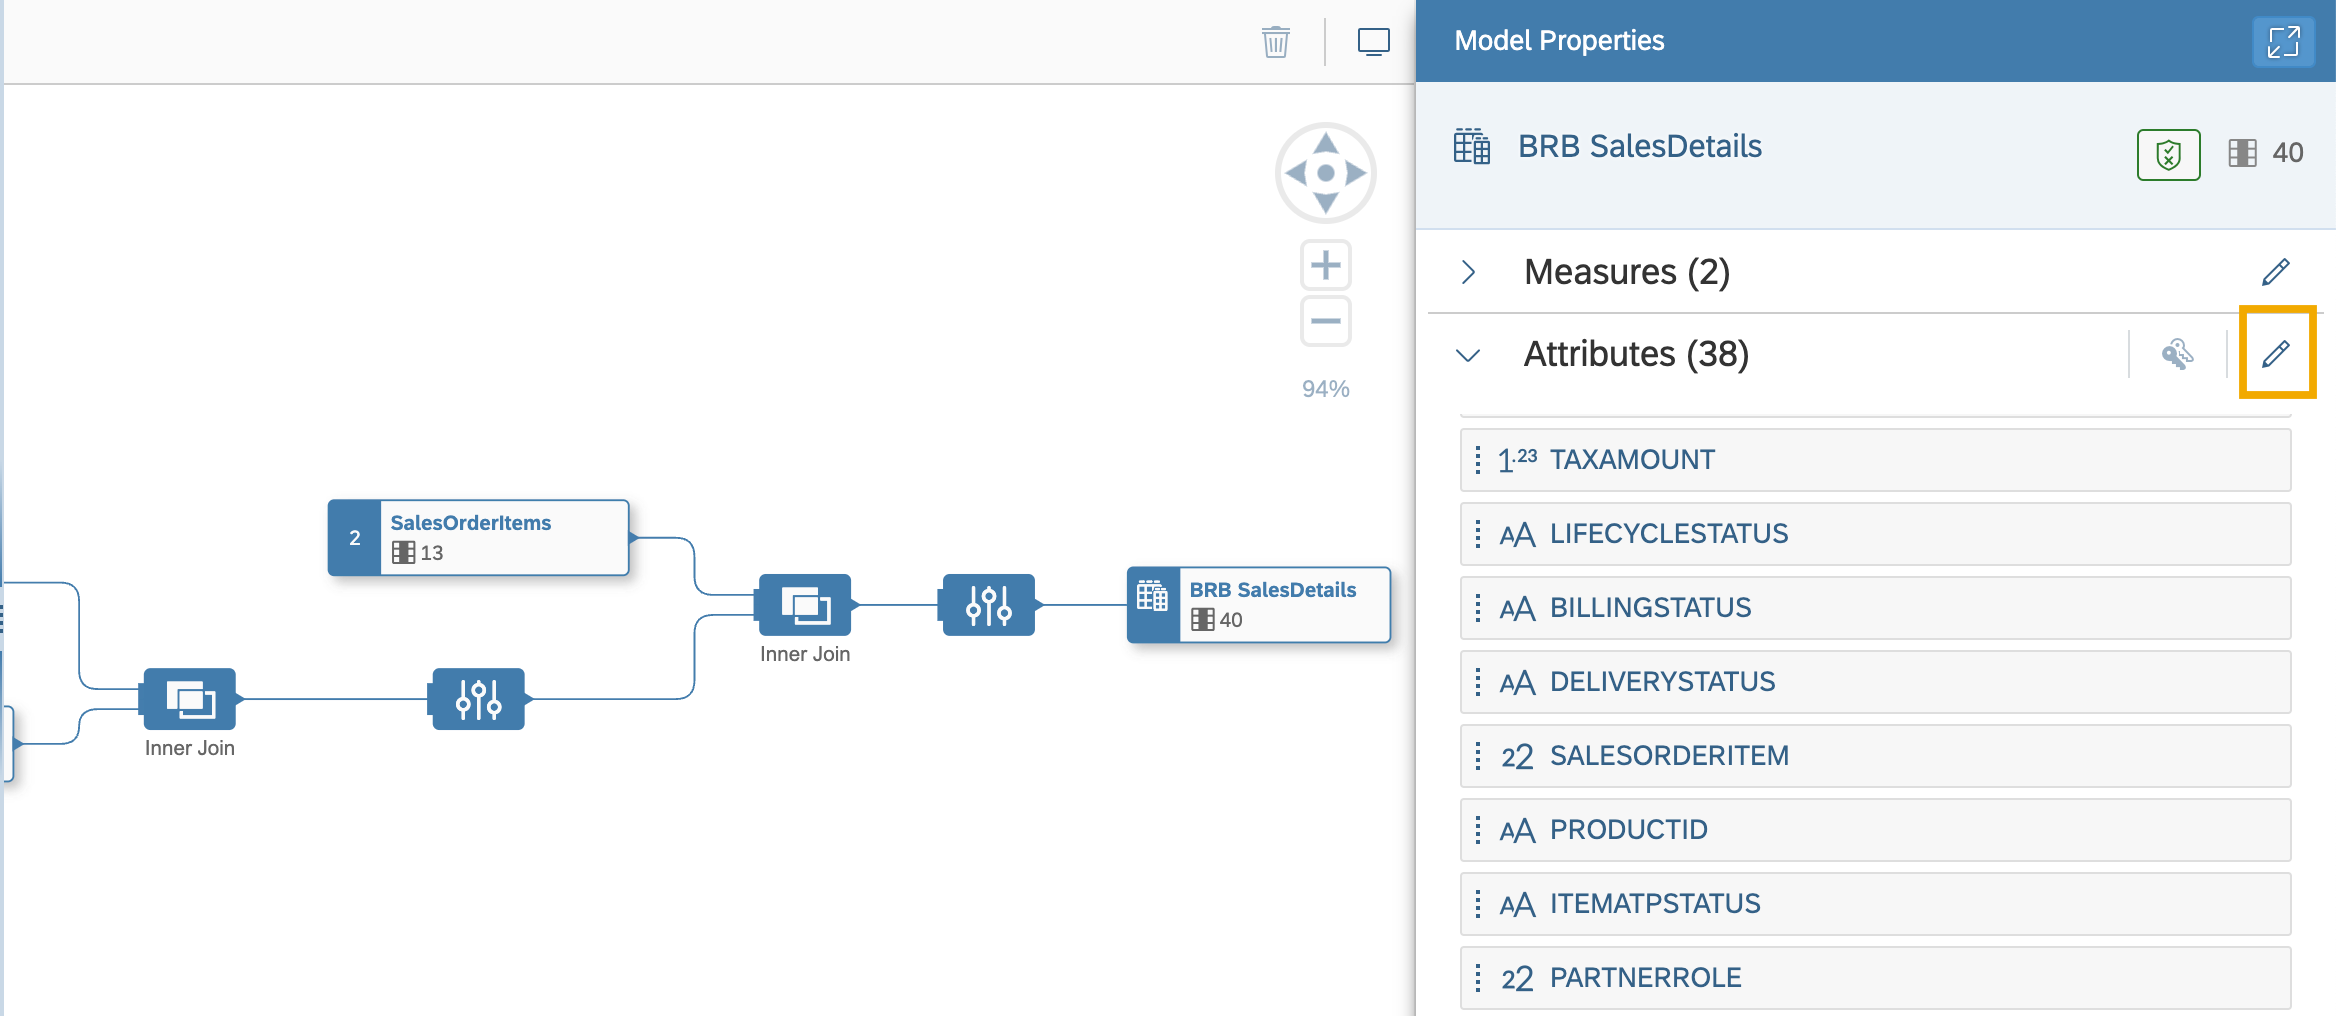 Model Properties
BRB SalesDetails
40
Measures (2)
Attributes (38)
94%
1.23 TAXAMOUNT
AA LIFECYCLESTATUS
AA BILLINGSTATUS
AA DELIVERYSTATUS
22 SALESORDERITEM
AA PRODUCTID
AA ITEMATPSTATUS
22 PARTNERROLE
2
SalesOrderItems
13
Inner Join
BRB SalesDetails
40
Inner Join